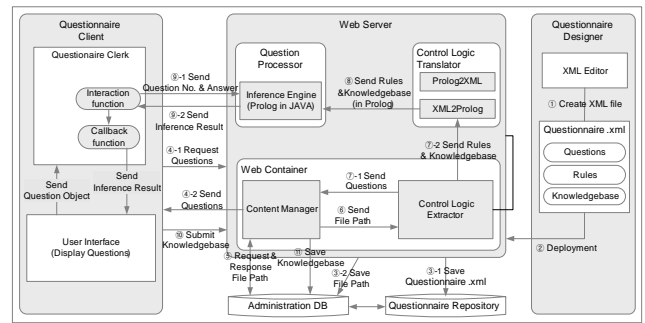 Questionnaire
Client
Questionaire Clerk
Interaction
function
Callback
function
Send
Question Object
Send
Inference Result
User Interface
(Display Questions)
⑨-1 Send
Question No. & Answer
⑨-2 Send
Inference Result
④-1 Request
Questions
④-2 Send
Questions
⑩ Submit
Knowledgebase
Web Server
Question
Processor
Inference Engine
(Prolog in JAVA)
⑧ Send Rules
&Knowledgebase
(in Prolog)
Control Logic
Translator
Prolog2XML
XML2Prolog
⑦-2 Send Rules
& Knowledgebase
Web Container
⑦-1 Send
Questions
Content Manager
⑥ Send
File Path
Control Logic
Extractor
⑤ Request &
Response
File Path
⑪ Save
Knowledgebase
③-2 Save
File Path
③-1 Save
Questionnaire .xml
Administration DB
Questionnaire Repository
Questionnaire
Designer
XML Editor
① Create XML file
Questionnaire .xml
Questions
Rules
Knowledgebase
② Deployment